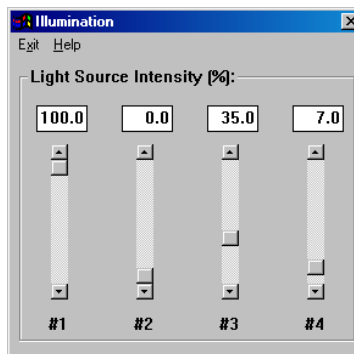 Illumination
Exit Help
Light Source Intensity (%):
100.0 0.0 35.0 7.0
#1 #2 #3 #4